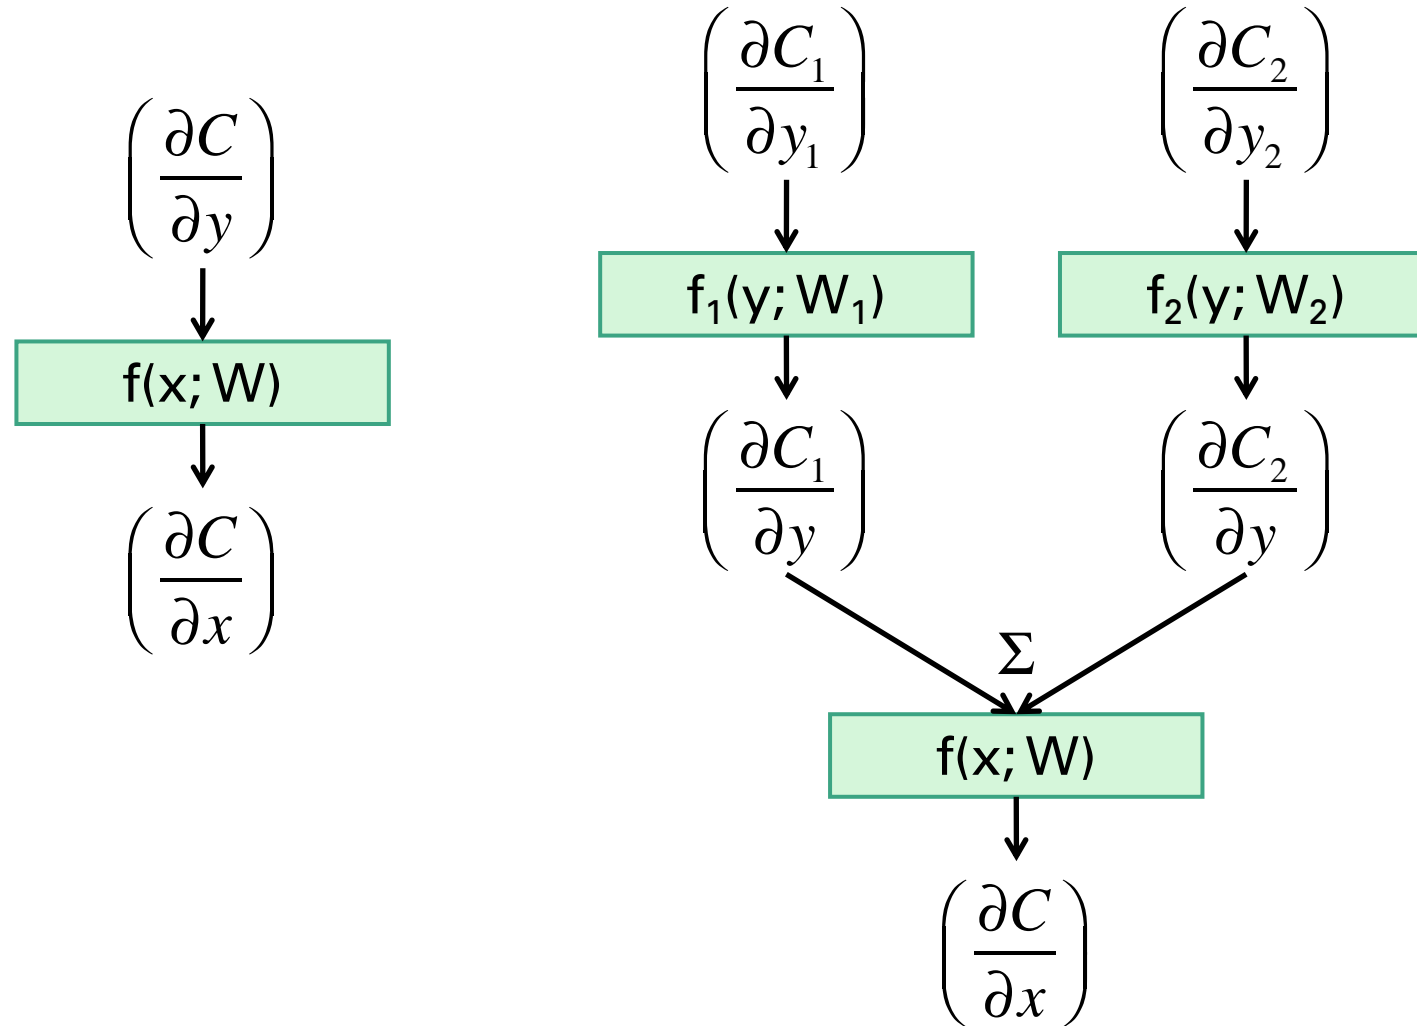 (∂C/∂y)
f(x; W)
(∂C/∂x)
(∂C₁/∂y₁)
(∂C₂/∂y₂)
f₁(y; W₁)
f₂(y; W₂)
(∂C₁/∂y)
(∂C₂/∂y)
Σ
f(x; W)
(∂C/∂x)